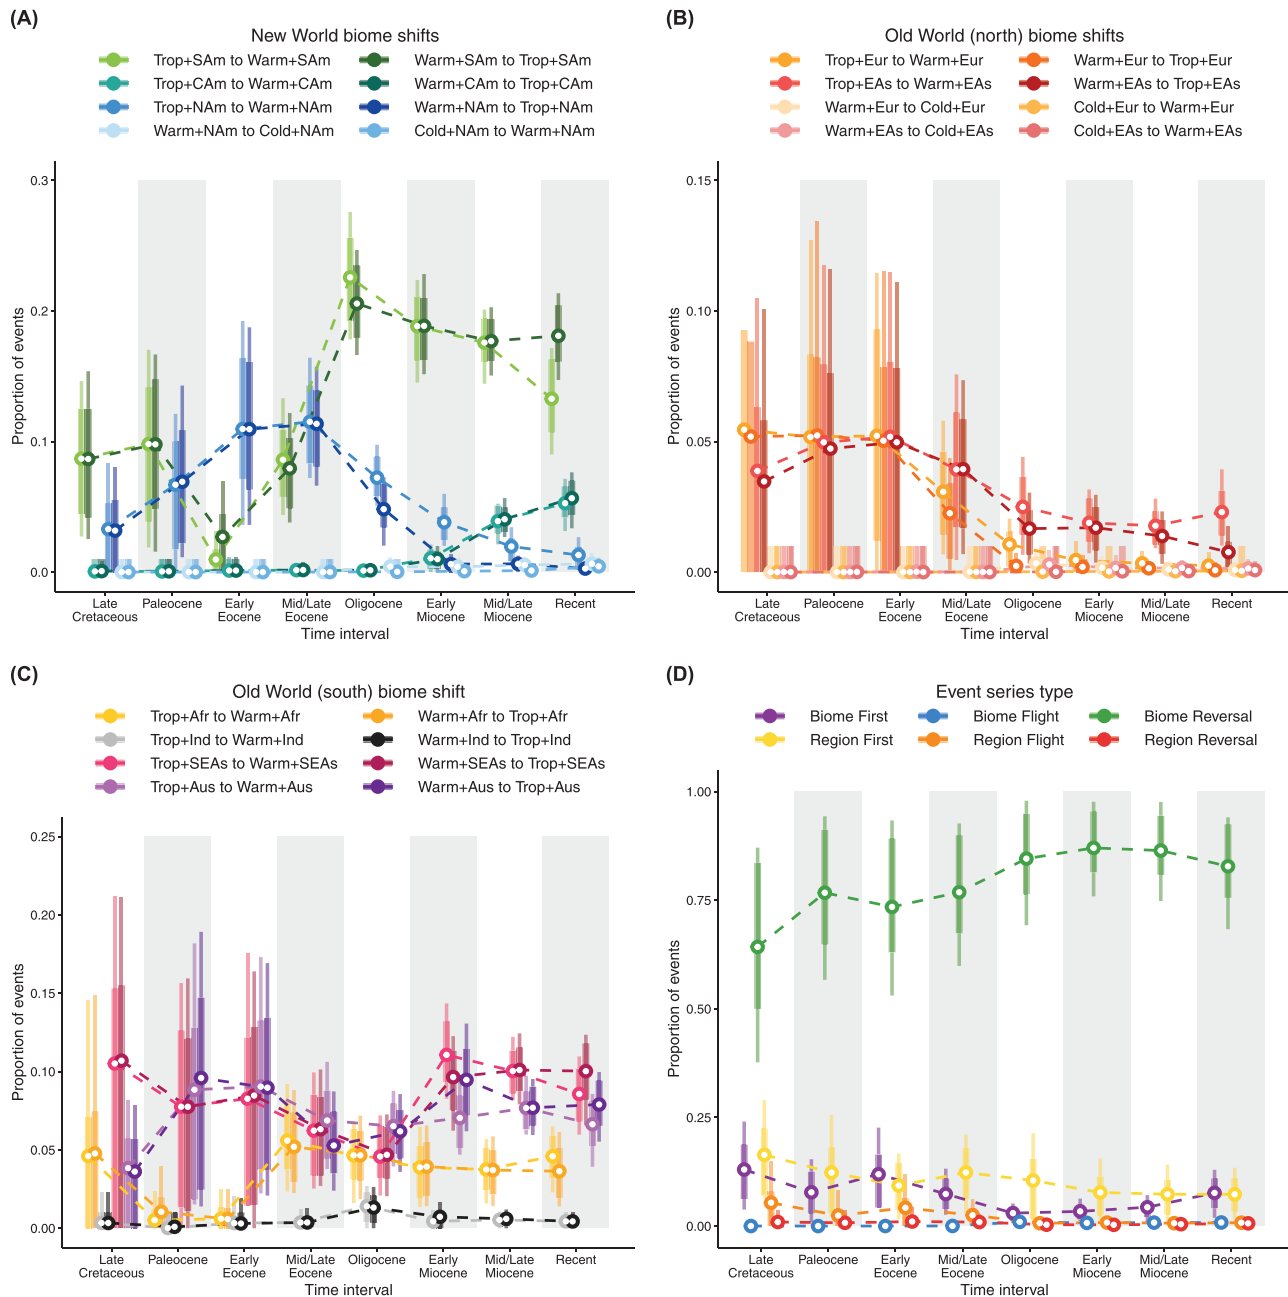 (A)
New World biome shifts
Trop+SAm to Warm+SAm
Warm+SAm to Trop+SAm
Trop+CAm to Warm+CAm
Warm+CAm to Trop+CAm
Trop+NAm to Warm+NAm
Warm+NAm to Trop+NAm
Warm+NAm to Cold+NAm
Cold+NAm to Warm+NAm
0.3
0.2
0.1
0.0
Proportion of events
Late Cretaceous
Paleocene
Early Eocene
Mid/Late Eocene
Oligocene
Early Miocene
Mid/Late Miocene
Recent
Time interval
(B)
Old World (north) biome shifts
Trop+Eur to Warm+Eur
Warm+Eur to Trop+Eur
Trop+EAs to Warm+EAs
Warm+EAs to Trop+EAs
Warm+Eur to Cold+Eur
Cold+Eur to Warm+Eur
Warm+EAs to Cold+EAs
Cold+EAs to Warm+EAs
0.15
0.10
0.05
0.00
Proportion of events
Late Cretaceous
Paleocene
Early Eocene
Mid/Late Eocene
Oligocene
Early Miocene
Mid/Late Miocene
Recent
Time interval
(C)
Old World (south) biome shift
Trop+Afr to Warm+Afr
Warm+Afr to Trop+Afr
Trop+Ind to Warm+Ind
Warm+Ind to Trop+Ind
Trop+SEAs to Warm+SEAs
Warm+SEAs to Trop+SEAs
Trop+Aus to Warm+Aus
Warm+Aus to Trop+Aus
0.25
0.20
0.15
0.10
0.05
0.00
Proportion of events
Late Cretaceous
Paleocene
Early Eocene
Mid/Late Eocene
Oligocene
Early Miocene
Mid/Late Miocene
Recent
Time interval
(D)
Event series type
Biome First
Biome Flight
Biome Reversal
Region First
Region Flight
Region Reversal
1.00
0.75
0.50
0.25
0.00
Proportion of events
Late Cretaceous
Paleocene
Early Eocene
Mid/Late Eocene
Oligocene
Early Miocene
Mid/Late Miocene
Recent
Time interval